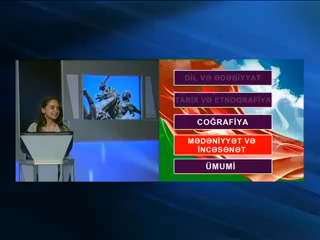 DİL VƏ ƏDƏBİYYAT
TARİX VƏ ETNOQRAFİYA
COĞRAFİYA
MƏDƏNİYYƏT VƏ
İNCƏSƏNƏT
ÜMUMİ